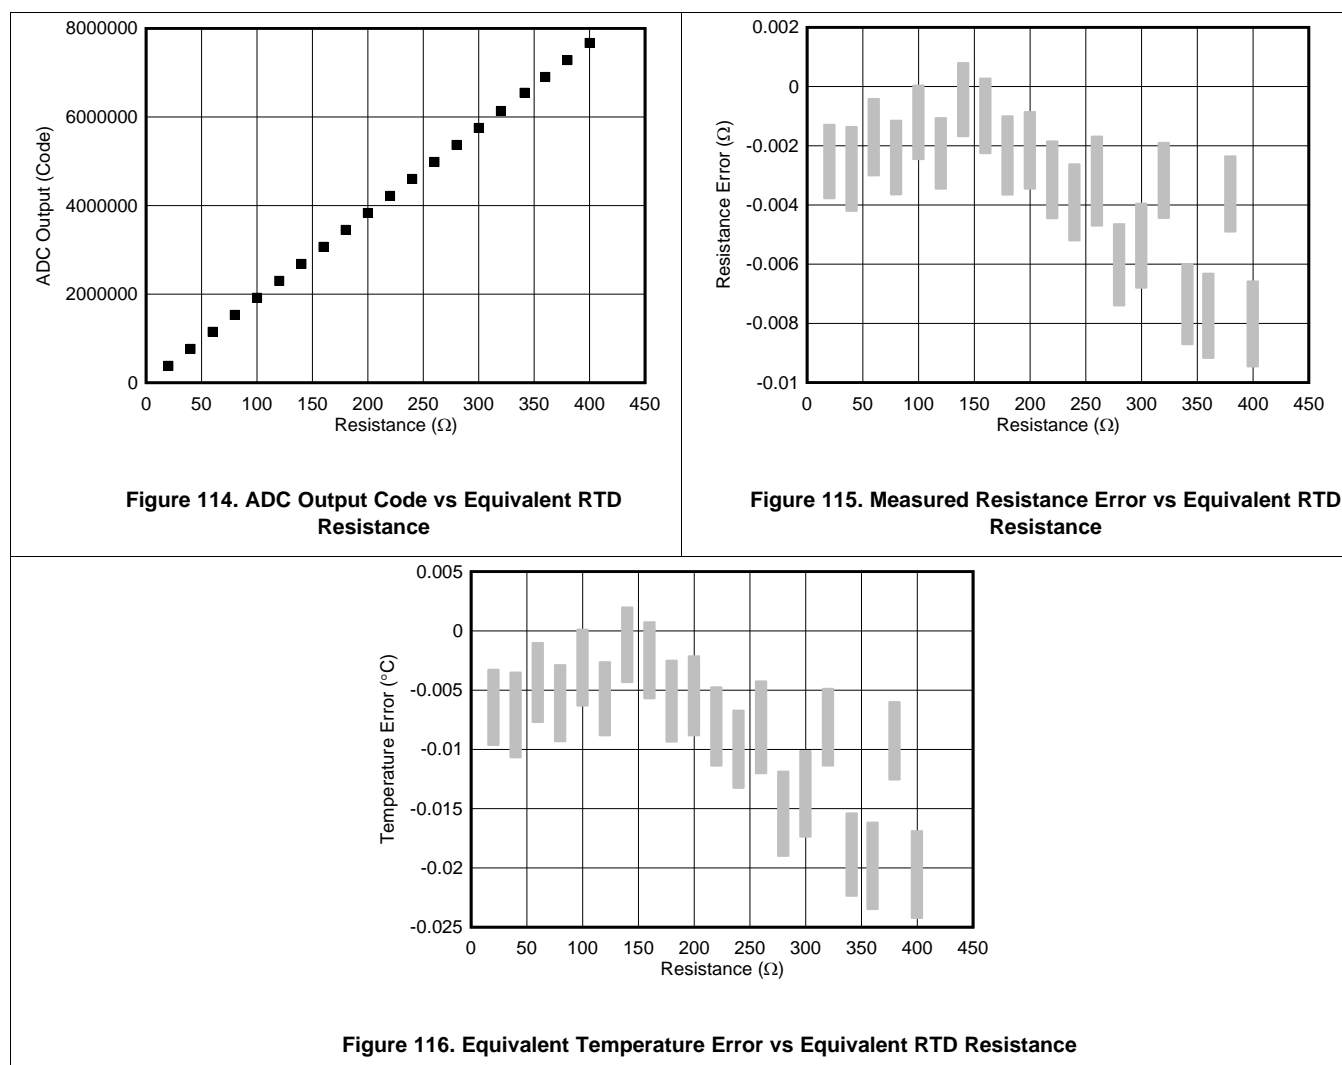 8000000
6000000
4000000
2000000
0
ADC Output (Code)
0 50 100 150 200 250 300 350 400 450
Resistance (Ω)
Figure 114. ADC Output Code vs Equivalent RTD
Resistance
0.002
0
-0.002
-0.004
-0.006
-0.008
-0.01
Resistance Error (Ω)
0 50 100 150 200 250 300 350 400 450
Resistance (Ω)
Figure 115. Measured Resistance Error vs Equivalent RTD
Resistance
0.005
0
-0.005
-0.01
-0.015
-0.02
-0.025
Temperature Error (°C)
0 50 100 150 200 250 300 350 400 450
Resistance (Ω)
Figure 116. Equivalent Temperature Error vs Equivalent RTD Resistance